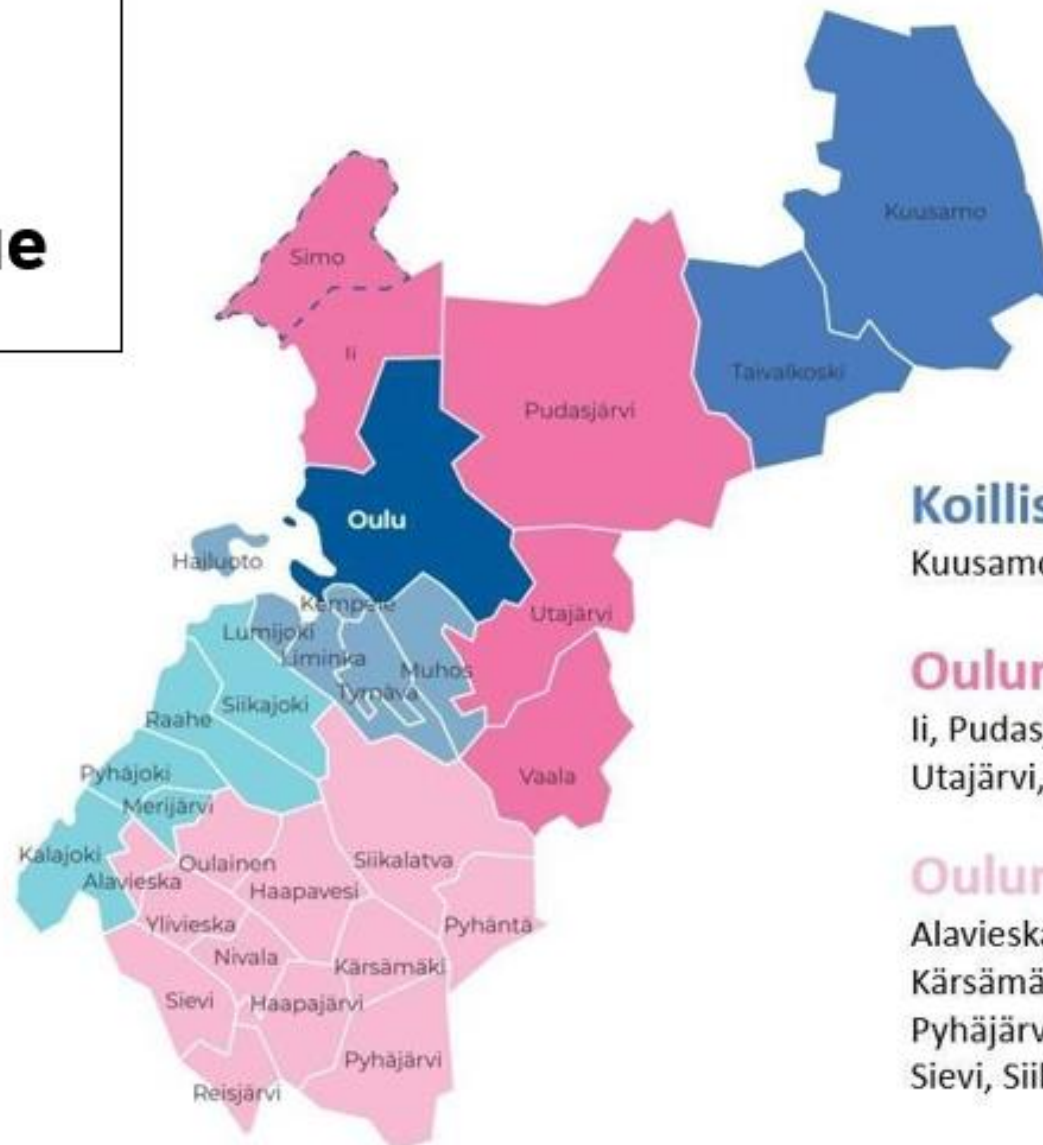 ue
Kuusamo
Simo
Ii
Taivalkoski
Pudasjärvi
Oulu
Hailuoto
Kempele
Lumijoki
Liminka
Muhos
Tyrnävä
Utajärvi
Siikajoki
Raahe
Pyhäjoki
Merijärvi
Vaala
Kalajoki
Alavieska
Oulainen
Haapavesi
Siikalatva
Ylivieska
Pyhäntä
Nivala
Kärsämäki
Sievi
Haapajärvi
Pyhäjärvi
Reisjärvi
Koillis
Kuusamo
Oulun
Ii, Pudas
Utajärvi,
Oulun
Alavieska
Kärsämä
Pyhäjärv
Sievi, Siik